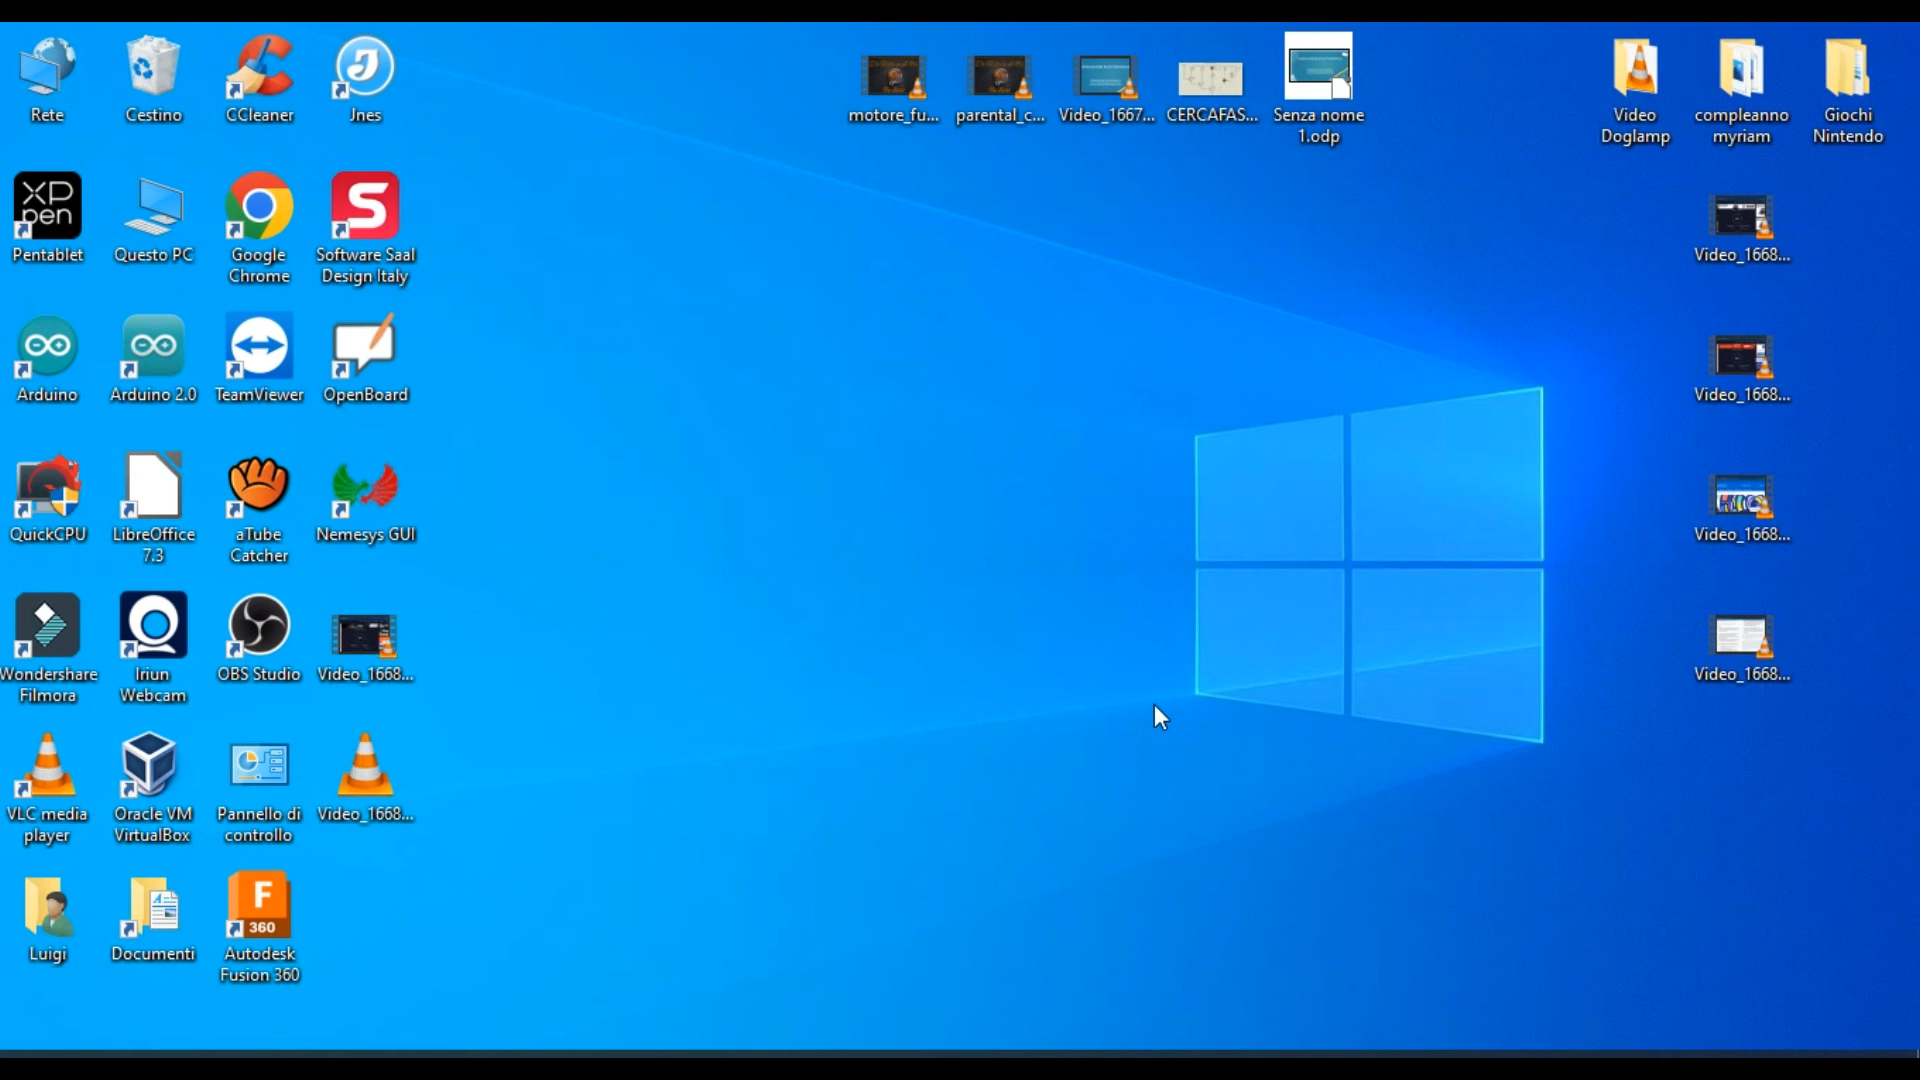 Rete
Cestino
CCleaner
Jnes
motore_fu...
parental_c...
Video_1667...
CERCAFAS...
Senza nome
1.odp
Video
Doglamp
compleanno
myriam
Giochi
Nintendo
XP
pen
Pentablet
Questo PC
Google
Chrome
S
Software Saal
Design Italy
Video_1668...
Arduino
Arduino 2.0
TeamViewer
OpenBoard
Video_1668...
QuickCPU
LibreOffice
7.3
aTube
Catcher
Nemesys GUI
Video_1668...
Wondershare
Filmora
Iriun
Webcam
OBS Studio
Video_1668...
Video_1668...
VLC media
player
Oracle VM
VirtualBox
Pannello di
controllo
Video_1668...
Luigi
Documenti
F
360
Autodesk
Fusion 360